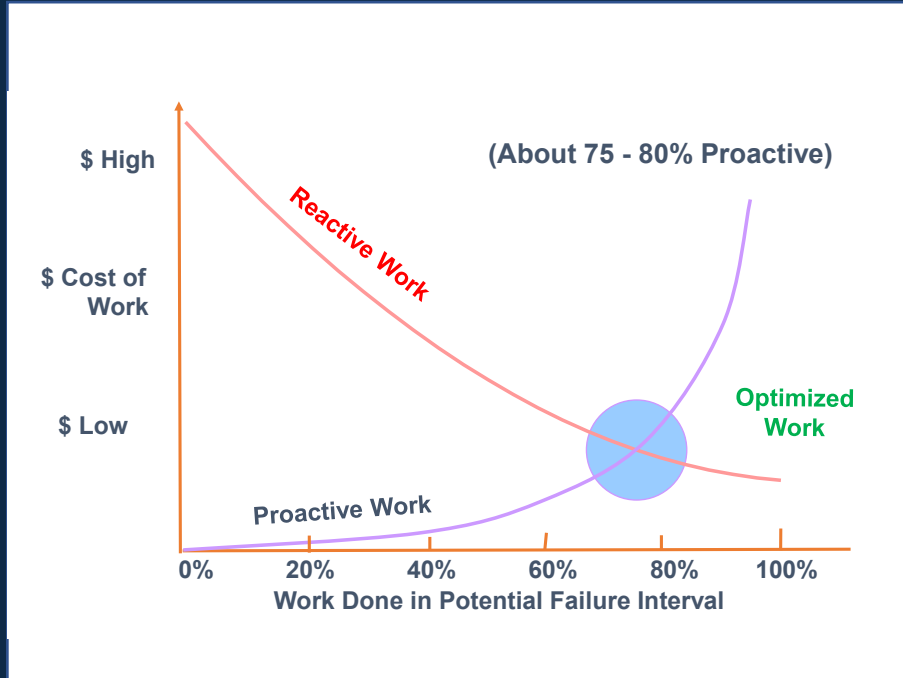 (About 75 - 80% Proactive)
$ High
Reactive Work
$ Cost of
Work
Optimized
Work
$ Low
Proactive Work
0% 20% 40% 60% 80% 100%
Work Done in Potential Failure Interval